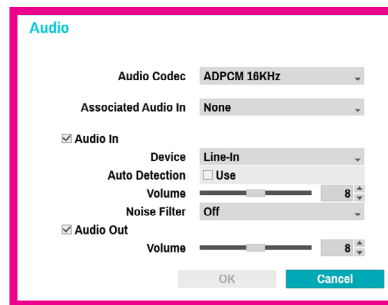 Audio
Audio Codec ADPCM 16KHz
Associated Audio In None
Audio In
Device Line-In
Auto Detection Use
Volume 8
Noise Filter Off
Audio Out
Volume 8
OK Cancel